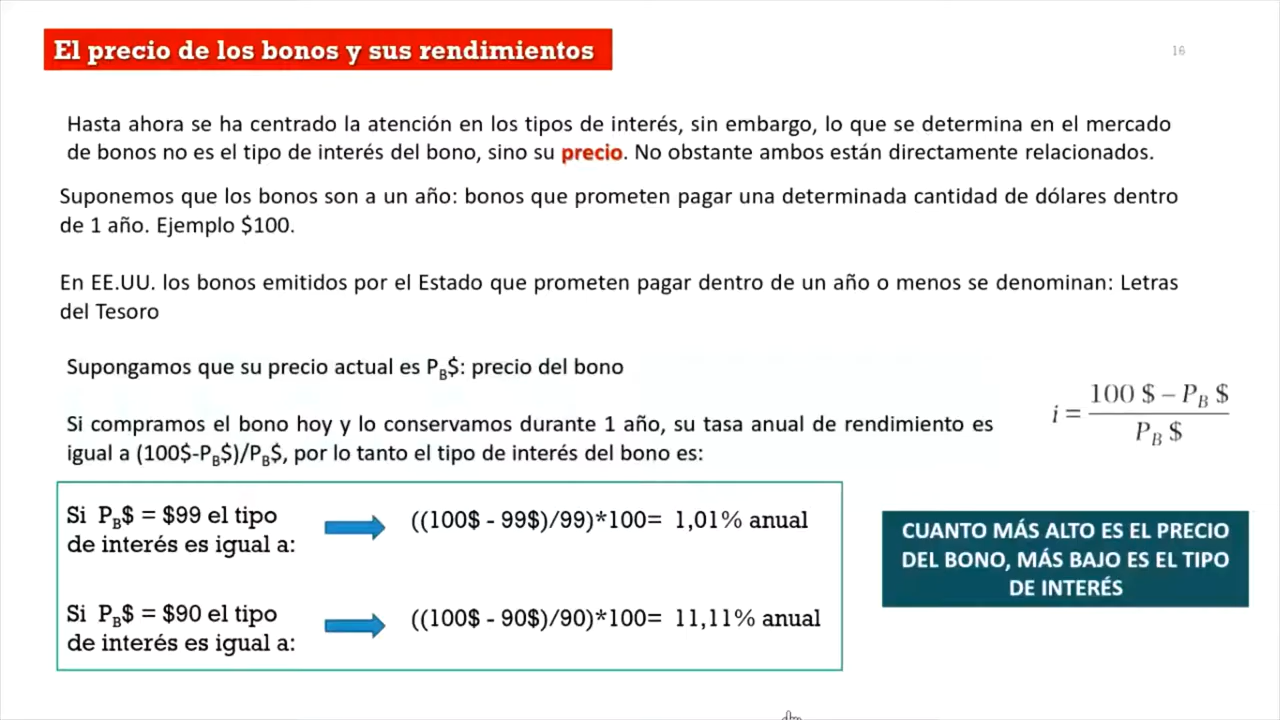 El precio de los bonos y sus rendimientos
16
Hasta ahora se ha centrado la atención en los tipos de interés, sin embargo, lo que se determina en el mercado
de bonos no es el tipo de interés del bono, sino su precio. No obstante ambos están directamente relacionados.
Suponemos que los bonos son a un año: bonos que prometen pagar una determinada cantidad de dólares dentro
de 1 año. Ejemplo $100.
En EE.UU. los bonos emitidos por el Estado que prometen pagar dentro de un año o menos se denominan: Letras
del Tesoro
Supongamos que su precio actual es P_B$: precio del bono
Si compramos el bono hoy y lo conservamos durante 1 año, su tasa anual de rendimiento es
igual a (100$-P_B$)/P_B$, por lo tanto el tipo de interés del bono es:
i = (100 $ – P_B $) / (P_B $)
Si P_B$ = $99 el tipo
de interés es igual a:
((100$ - 99$)/99)*100= 1,01% anual
Si P_B$ = $90 el tipo
de interés es igual a:
((100$ - 90$)/90)*100= 11,11% anual
CUANTO MÁS ALTO ES EL PRECIO
DEL BONO, MÁS BAJO ES EL TIPO
DE INTERÉS